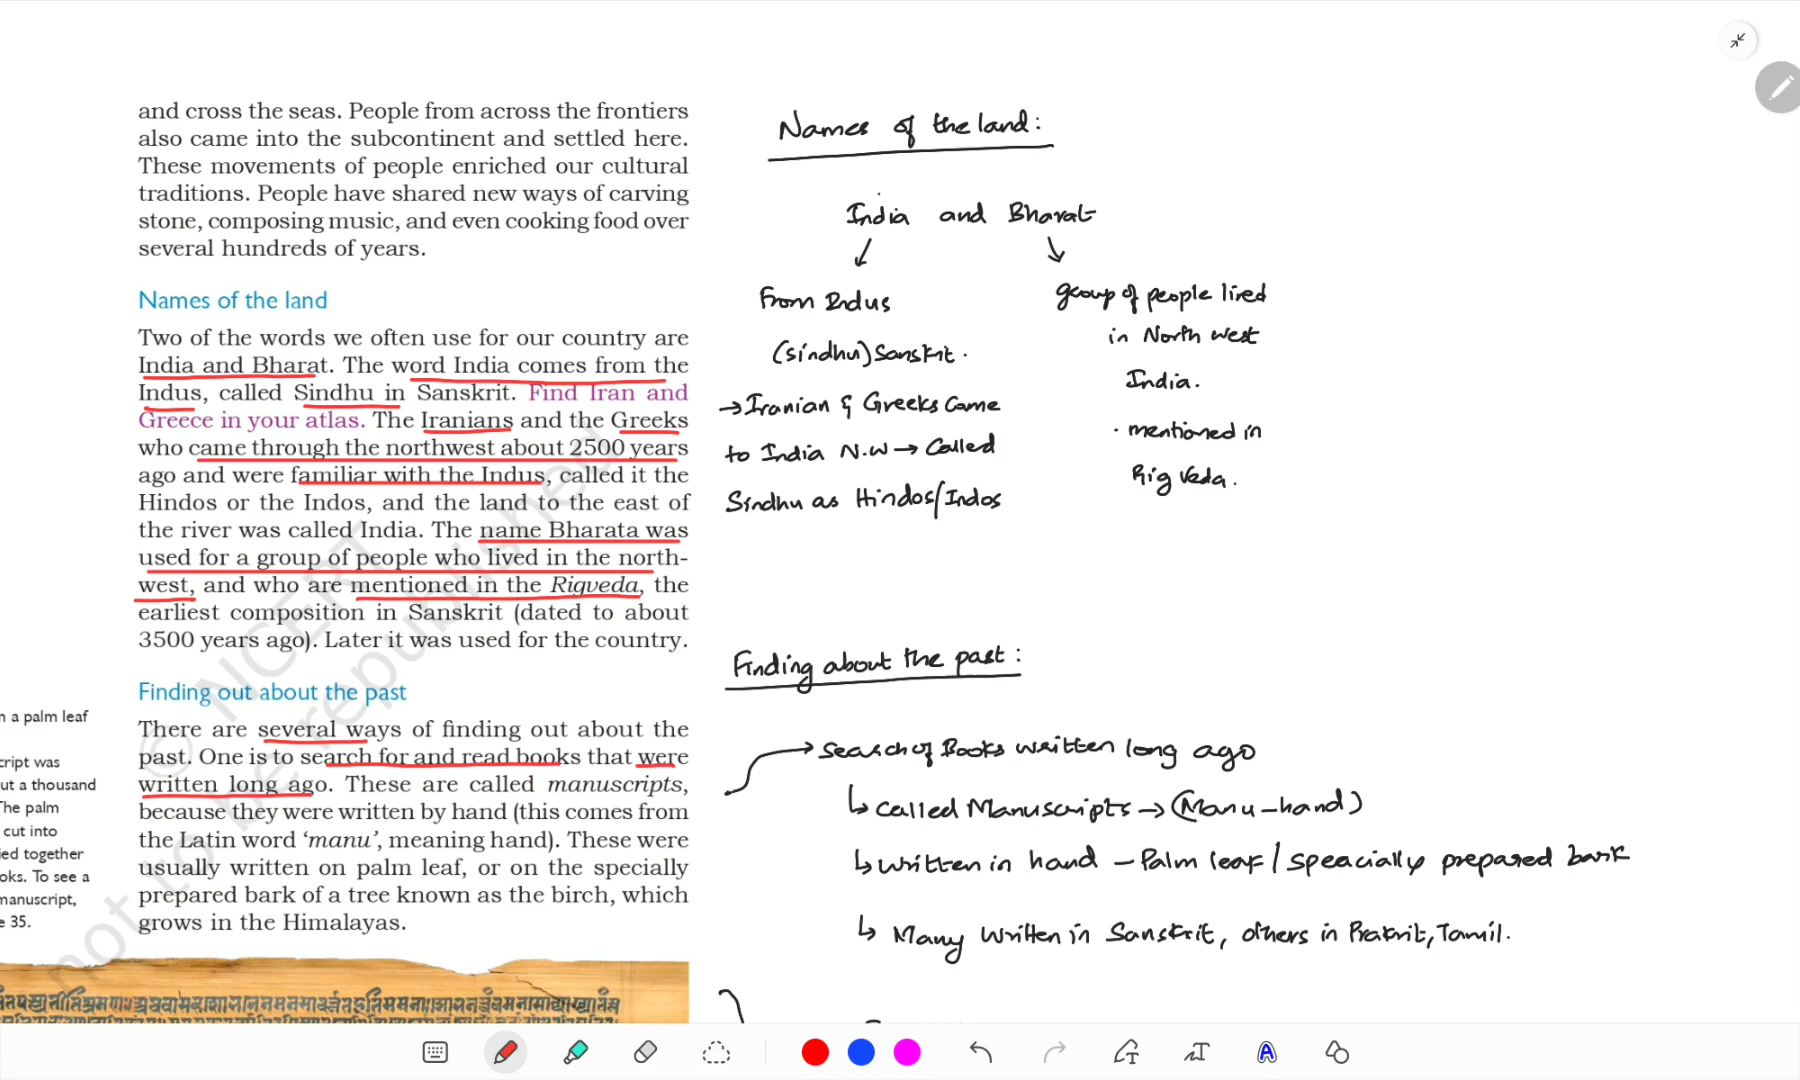 and cross the seas. People from across the frontiers
also came into the subcontinent and settled here.
These movements of people enriched our cultural
traditions. People have shared new ways of carving
stone, composing music, and even cooking food over
several hundreds of years.
Names of the land
Two of the words we often use for our country are
India and Bharat. The word India comes from the
Indus, called Sindhu in Sanskrit. Find Iran and
Greece in your atlas. The Iranians and the Greeks
who came through the northwest about 2500 years
ago and were familiar with the Indus, called it the
Hindos or the Indos, and the land to the east of
the river was called India. The name Bharata was
used for a group of people who lived in the north-
west, and who are mentioned in the Rigveda, the
earliest composition in Sanskrit (dated to about
3500 years ago). Later it was used for the country.
Finding out about the past
There are several ways of finding out about the
past. One is to search for and read books that were
written long ago. These are called manuscripts,
because they were written by hand (this comes from
the Latin word ‘manu’, meaning hand). These were
usually written on palm leaf, or on the specially
prepared bark of a tree known as the birch, which
grows in the Himalayas.
a palm leaf
cript was
ut a thousand
The palm
cut into
ied together
oks. To see a
manuscript,
e 35.
© NCERT
not to be republished
Names of the land:
India and Bharat
From Indus
(Sindhu) Sanskrit.
→ Iranian & Greeks Came
to India N.W → Called
Sindhu as Hindos/Indos
group of people lived
in North west
India.
· mentioned in
Rig Veda.
Finding about the past:
→ Search of Books written long ago
↳ called Manuscripts → (Manu-hand)
↳ written in hand - Palm leaf / speacially prepared bark
↳ Many written in Sanskrit, others in Prakrit, Tamil.